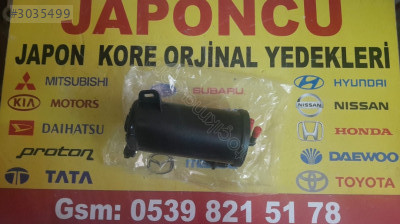 #3035499
JAPONCU
JAPON KORE ORJİNAL YEDEKLERİ
MITSUBISHI
SUBARU
HYUNDAI
KIA MOTORS
NISSAN
NISSAN
DAIHATSU
HONDA
PROTON
DAEWOO
TATA
TOYOTA
Gsm: 0539 821 51 78